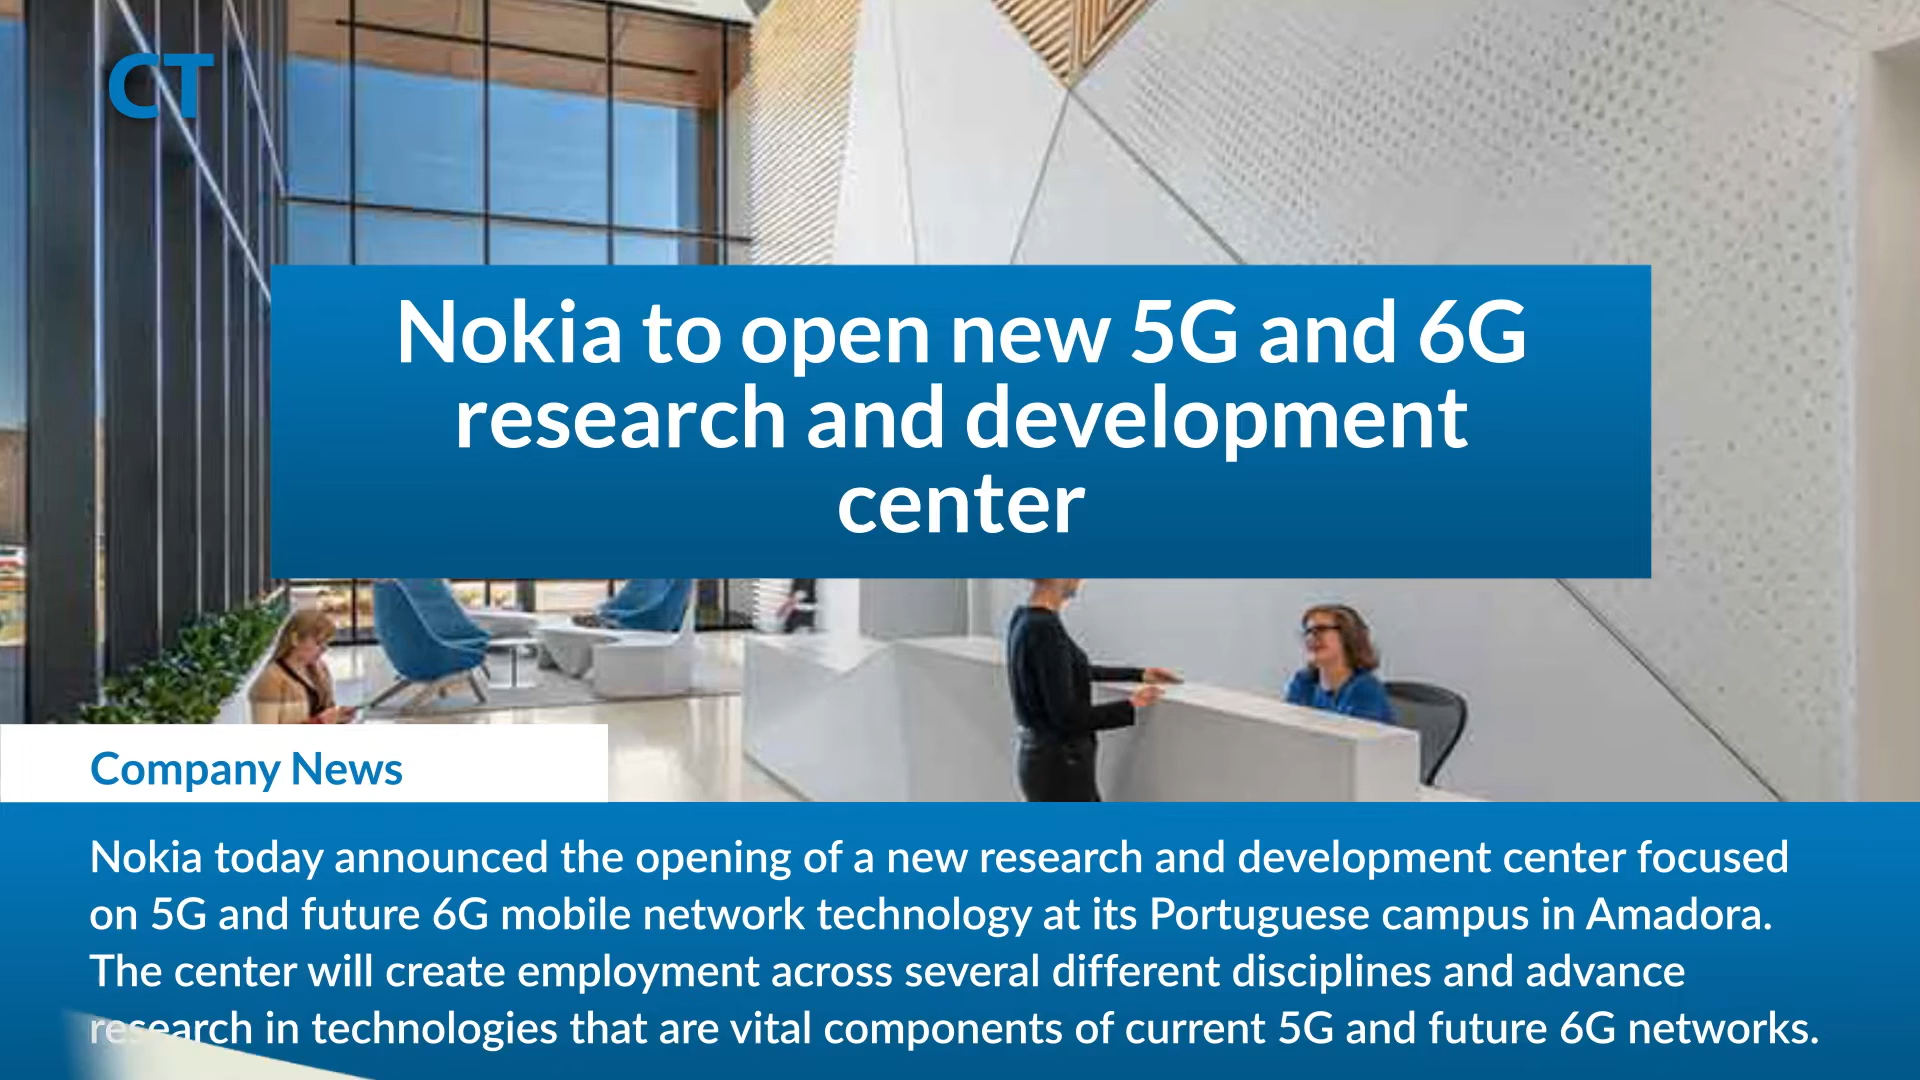 CT
Nokia to open new 5G and 6G
research and development
center
Company News
Nokia today announced the opening of a new research and development center focused
on 5G and future 6G mobile network technology at its Portuguese campus in Amadora.
The center will create employment across several different disciplines and advance
research in technologies that are vital components of current 5G and future 6G networks.